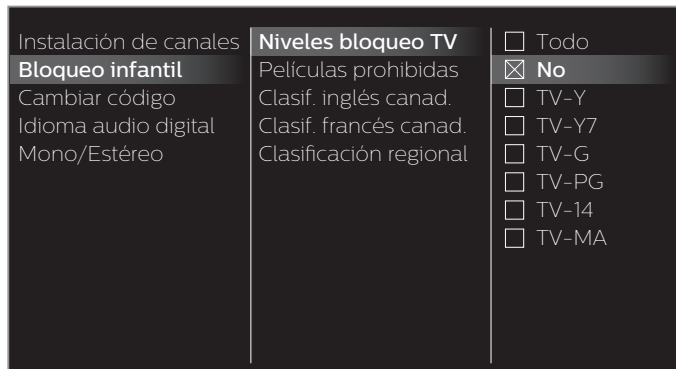 Instalación de canales
Bloqueo infantil
Cambiar código
Idioma audio digital
Mono/Estéreo
Niveles bloqueo TV
Películas prohibidas
Clasif. inglés canad.
Clasif. francés canad.
Clasificación regional
Todo
No
TV-Y
TV-Y7
TV-G
TV-PG
TV-14
TV-MA